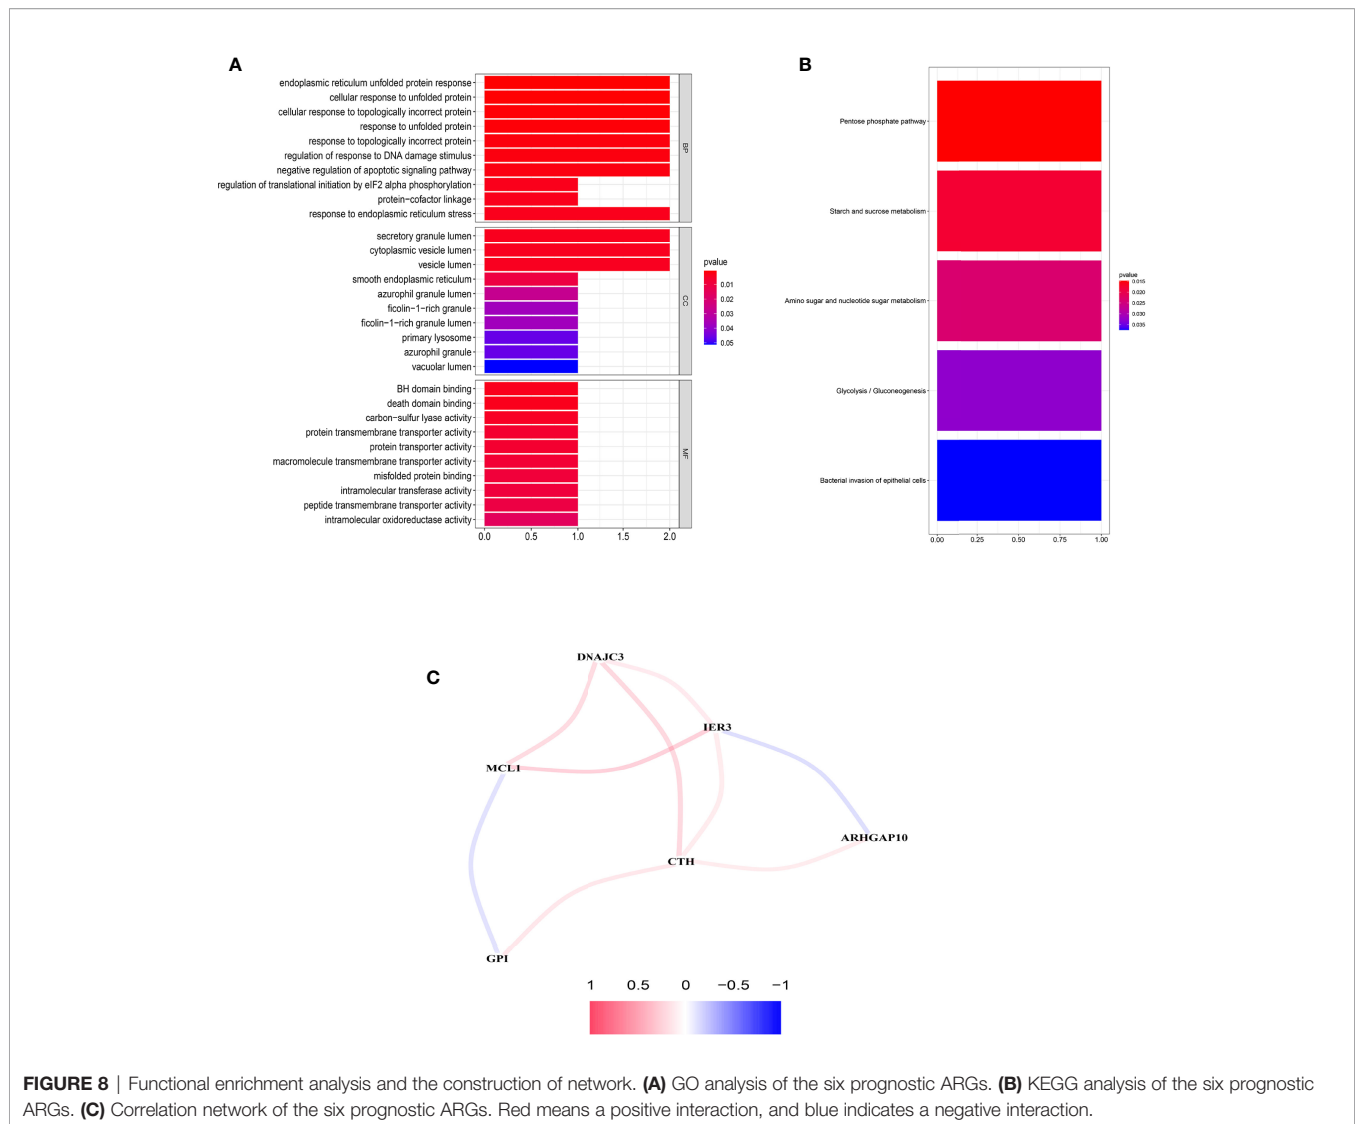 A
endoplasmic reticulum unfolded protein response
cellular response to unfolded protein
cellular response to topologically incorrect protein
response to unfolded protein
response to topologically incorrect protein
regulation of response to DNA damage stimulus
negative regulation of apoptotic signaling pathway
regulation of translational initiation by eIF2 alpha phosphorylation
protein−cofactor linkage
response to endoplasmic reticulum stress
BP
secretory granule lumen
cytoplasmic vesicle lumen
vesicle lumen
smooth endoplasmic reticulum
azurophil granule lumen
ficolin−1−rich granule
ficolin−1−rich granule lumen
primary lysosome
azurophil granule
vacuolar lumen
CC
BH domain binding
death domain binding
carbon−sulfur lyase activity
protein transmembrane transporter activity
protein transporter activity
macromolecule transmembrane transporter activity
misfolded protein binding
intramolecular transferase activity
peptide transmembrane transporter activity
intramolecular oxidoreductase activity
MF
0.0 0.5 1.0 1.5 2.0
pvalue
0.01
0.02
0.03
0.04
0.05
B
Pentose phosphate pathway
Starch and sucrose metabolism
Amino sugar and nucleotide sugar metabolism
Glycolysis / Gluconeogenesis
Bacterial invasion of epithelial cells
0.00 0.25 0.50 0.75 1.00
pvalue
0.015
0.020
0.025
0.030
0.035
C
DNAJC3
IER3
MCL1
ARHGAP10
CTH
GPI
1 0.5 0 −0.5 −1
FIGURE 8 | Functional enrichment analysis and the construction of network. (A) GO analysis of the six prognostic ARGs. (B) KEGG analysis of the six prognostic
ARGs. (C) Correlation network of the six prognostic ARGs. Red means a positive interaction, and blue indicates a negative interaction.